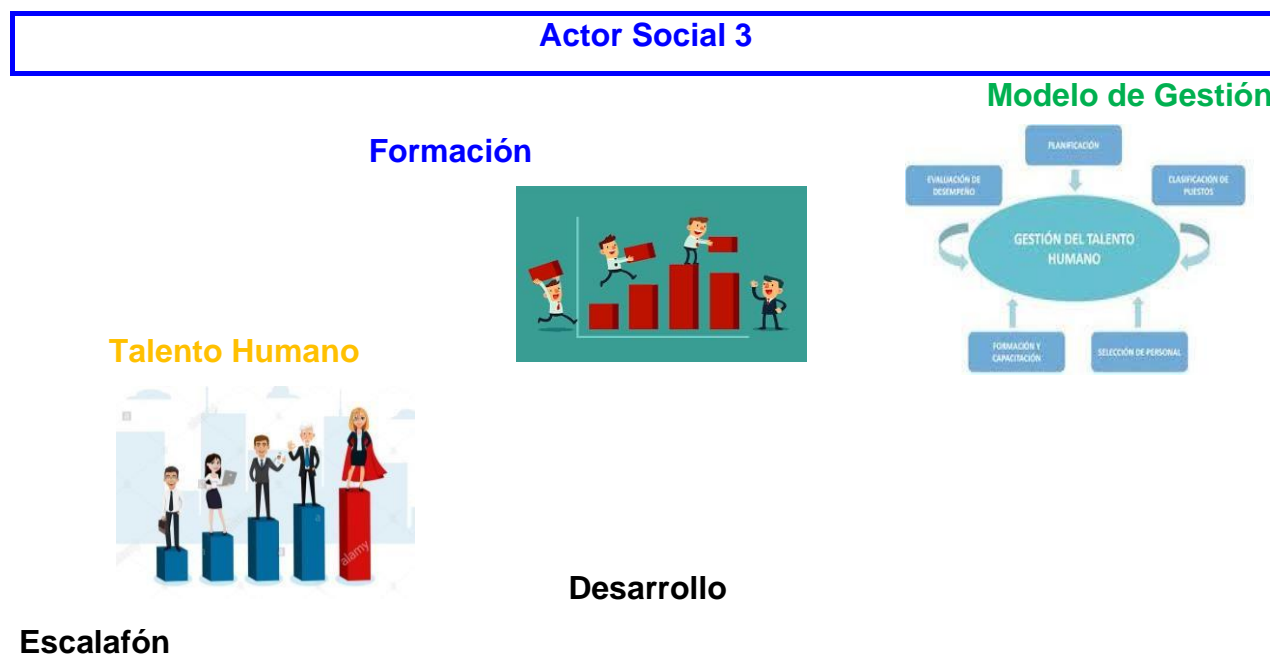 Actor Social 3
Modelo de Gestión
Formación
PLANIFICACIÓN
EVALUACIÓN DE
DESEMPEÑO
CLASIFICACIÓN DE
PUESTOS
GESTIÓN DEL TALENTO
HUMANO
FORMACIÓN Y
CAPACITACIÓN
SELECCIÓN DE PERSONAL
Talento Humano
a
alamy
Desarrollo
Escalafón